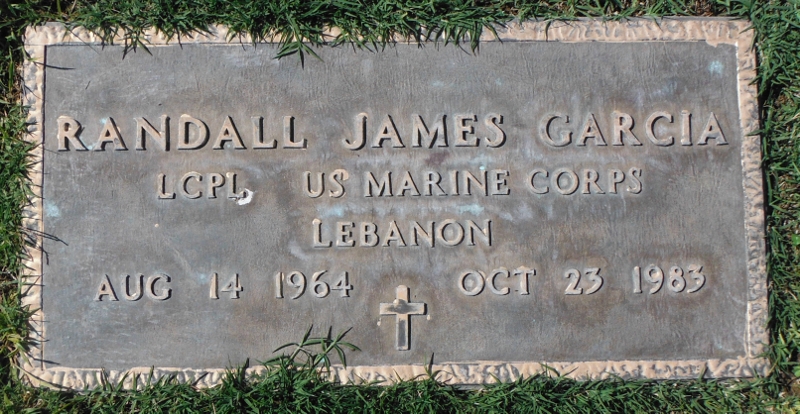 RANDALL JAMES GARCIA
LCPL US MARINE CORPS
LEBANON
AUG 14 1964 OCT 23 1983